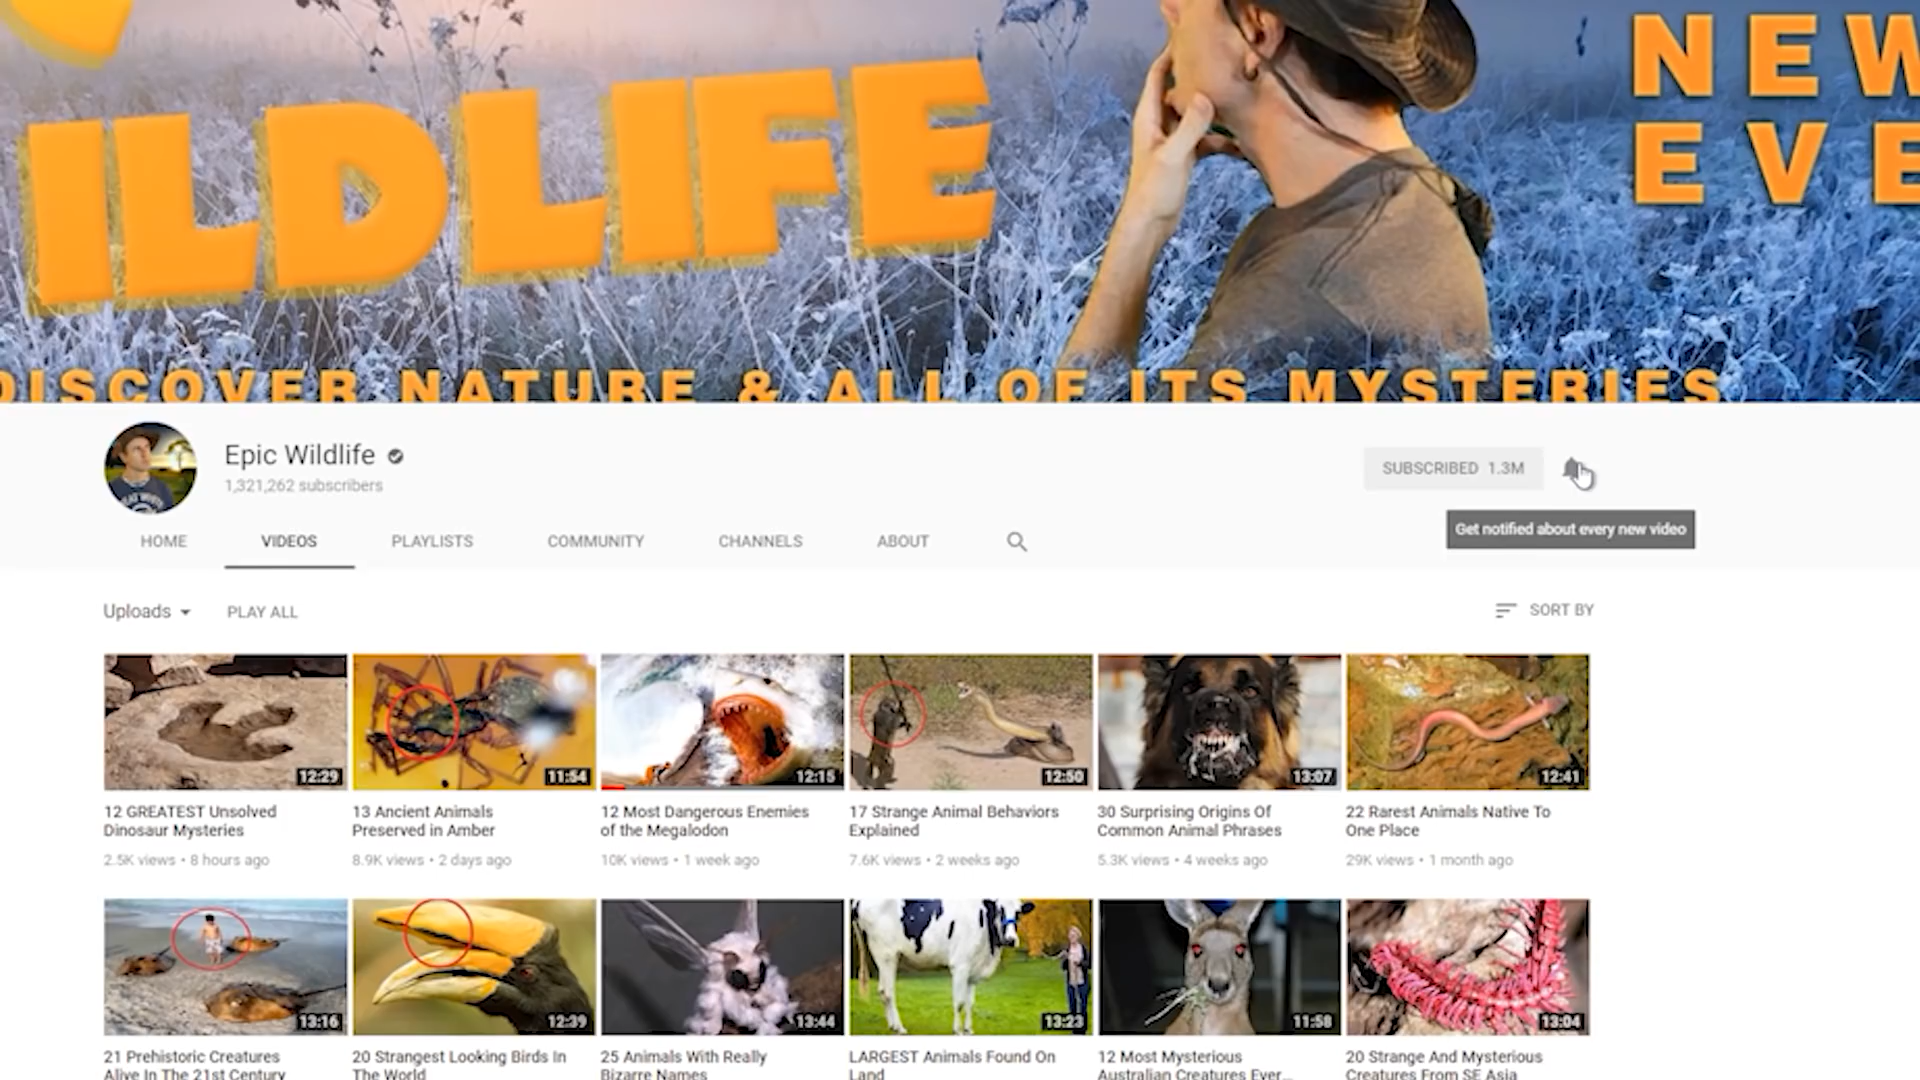 ILDLIFE
NEW
EVE
DISCOVER NATURE & ALL OF ITS MYSTERIES
Epic Wildlife
1,321,262 subscribers
SUBSCRIBED 1.3M
Get notified about every new video
HOME VIDEOS PLAYLISTS COMMUNITY CHANNELS ABOUT
Uploads PLAY ALL SORT BY
12:29 11:54 12:15 12:50 13:07 12:41
12 GREATEST Unsolved
Dinosaur Mysteries
2.5K views • 8 hours ago
13 Ancient Animals
Preserved in Amber
8.9K views • 2 days ago
12 Most Dangerous Enemies
of the Megalodon
10K views • 1 week ago
17 Strange Animal Behaviors
Explained
7.6K views • 2 weeks ago
30 Surprising Origins Of
Common Animal Phrases
5.3K views • 4 weeks ago
22 Rarest Animals Native To
One Place
29K views • 1 month ago
13:16 12:39 13:44 13:23 11:58 13:04
21 Prehistoric Creatures
Alive In The 21st Century
20 Strangest Looking Birds In
The World
25 Animals With Really
Bizarre Names
LARGEST Animals Found On
Land
12 Most Mysterious
Australian Creatures Ever...
20 Strange And Mysterious
Creatures From SE Asia